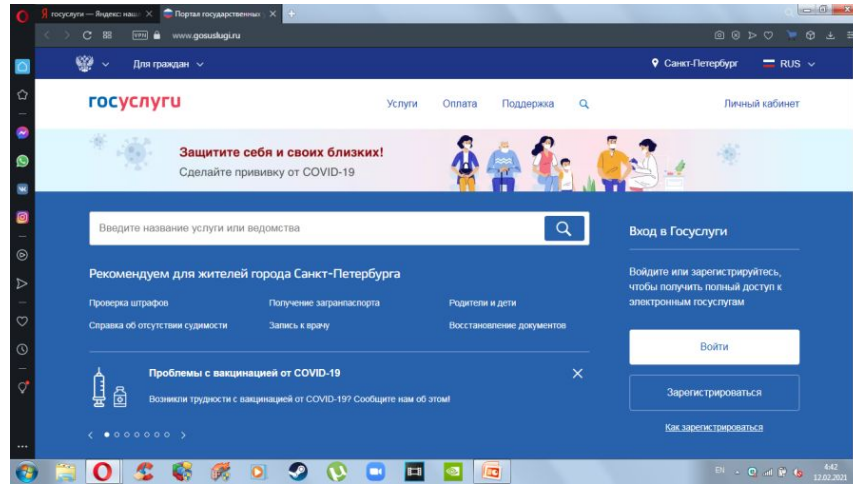 госуслуги — Яндекс: наш
Портал государственных
VPN www.gosuslugi.ru
Для граждан
Санкт-Петербург
RUS
госуслуги
Услуги Оплата Поддержка
Личный кабинет
Защитите себя и своих близких!
Сделайте прививку от COVID-19
Введите название услуги или ведомства
Рекомендуем для жителей города Санкт-Петербурга
Проверка штрафов Получение загранпаспорта Родители и дети
Справка об отсутствии судимости Запись к врачу Восстановление документов
Проблемы с вакцинацией от COVID-19
Возникли трудности с вакцинацией от COVID-19? Сообщите нам об этом!
Вход в Госуслуги
Войдите или зарегистрируйтесь,
чтобы получить полный доступ к
электронным госуслугам
Войти
Зарегистрироваться
Как зарегистрироваться
EN
4:42
12.02.2021